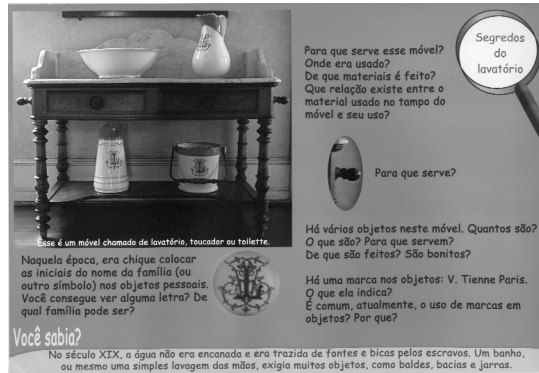 Segredos
do
lavatório
Para que serve esse móvel?
Onde era usado?
De que materiais é feito?
Que relação existe entre o
material usado no tampo do
móvel e seu uso?
Para que serve?
Esse é um móvel chamado de lavatório, toucador ou toilette.
Há vários objetos neste móvel. Quantos são?
O que são? Para que servem?
De que são feitos? São bonitos?
Naquela época, era chique colocar
as iniciais do nome da família (ou
outro símbolo) nos objetos pessoais.
Você consegue ver alguma letra? De
qual família pode ser?
Há uma marca nos objetos: V. Tienne Paris.
O que ela indica?
É comum, atualmente, o uso de marcas em
objetos? Por que?
Você sabia?
No século XIX, a água não era encanada e era trazida de fontes e bicas pelos escravos. Um banho,
ou mesmo uma simples lavagem das mãos, exigia muitos objetos, como baldes, bacias e jarras.